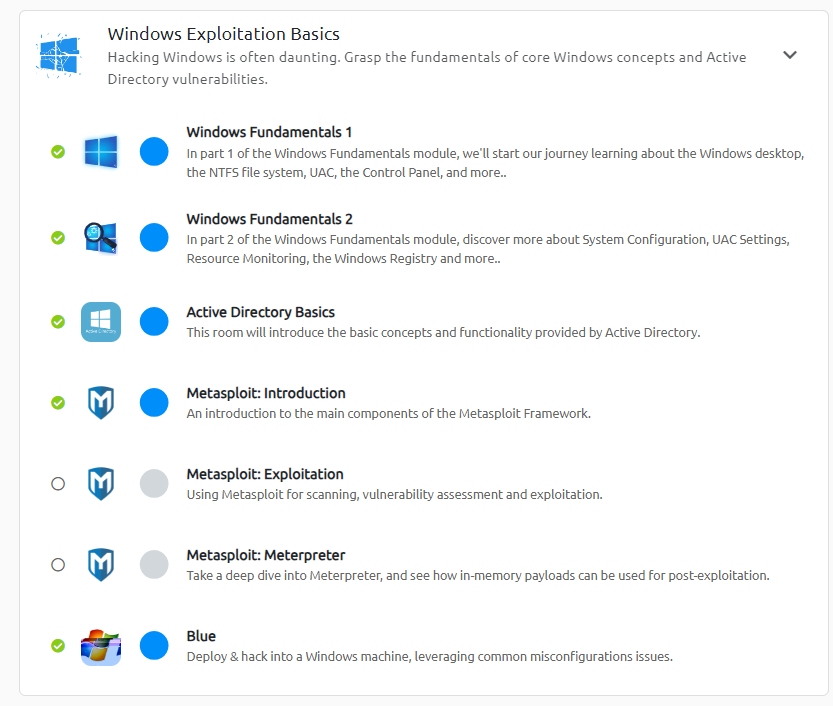 Windows Exploitation Basics
Hacking Windows is often daunting. Grasp the fundamentals of core Windows concepts and Active
Directory vulnerabilities.
Windows Fundamentals 1
In part 1 of the Windows Fundamentals module, we'll start our journey learning about the Windows desktop,
the NTFS file system, UAC, the Control Panel, and more..
Windows Fundamentals 2
In part 2 of the Windows Fundamentals module, discover more about System Configuration, UAC Settings,
Resource Monitoring, the Windows Registry and more..
Active Directory Basics
This room will introduce the basic concepts and functionality provided by Active Directory.
Metasploit: Introduction
An introduction to the main components of the Metasploit Framework.
Metasploit: Exploitation
Using Metasploit for scanning, vulnerability assessment and exploitation.
Metasploit: Meterpreter
Take a deep dive into Meterpreter, and see how in-memory payloads can be used for post-exploitation.
Blue
Deploy & hack into a Windows machine, leveraging common misconfigurations issues.